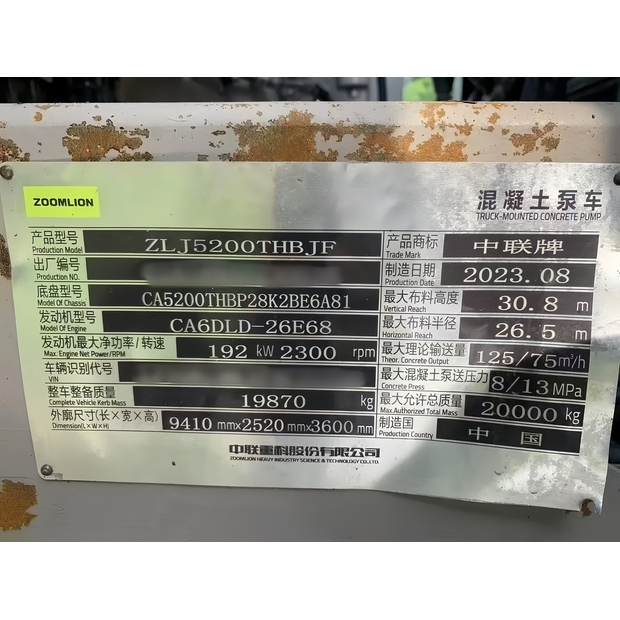 ZOOMLION
混凝土泵车
TRUCK-MOUNTED CONCRETE PUMP
产品型号 ZLJ5200THBJF 产品商标 中联牌
Production Model Trade Mark
出厂编号 制造日期 2023.08
Production NO. Production Date
底盘型号 CA5200THBP28K2BE6A81 最大布料高度 30.8 m
Model Of Chassis Vertical Reach
发动机型号 CA6DLD-26E68 最大布料半径 26.5 m
Model Of Engine Horizontal Reach
发动机最大净功率/转速 192 kW 2300 rpm 最大理论输送量 125/75 m³/h
Max. Engine Net Power/RPM Theor. Concrete Output
车辆识别代号 最大混凝土泵送压力 8/13 MPa
VIN Concrete Press
整车整备质量 19870 kg 最大允许总质量 20000 kg
Complete Vehicle Kerb Mass Max.Authorized Total Mass
外廓尺寸(长×宽×高) 9410 mm×2520 mm×3600 mm 制造国 中国
Dimension(L×W×H) Production Country
中联重科股份有限公司
ZOOMLION HEAVY INDUSTRY SCIENCE & TECHNOLOGY CO.,LTD.